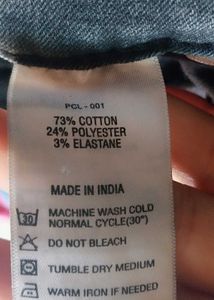 PCL - 001
73% COTTON
24% POLYESTER
3% ELASTANE
MADE IN INDIA
30 MACHINE WASH COLD
NORMAL CYCLE(30°)
DO NOT BLEACH
TUMBLE DRY MEDIUM
WARM IRON IF NEEDED